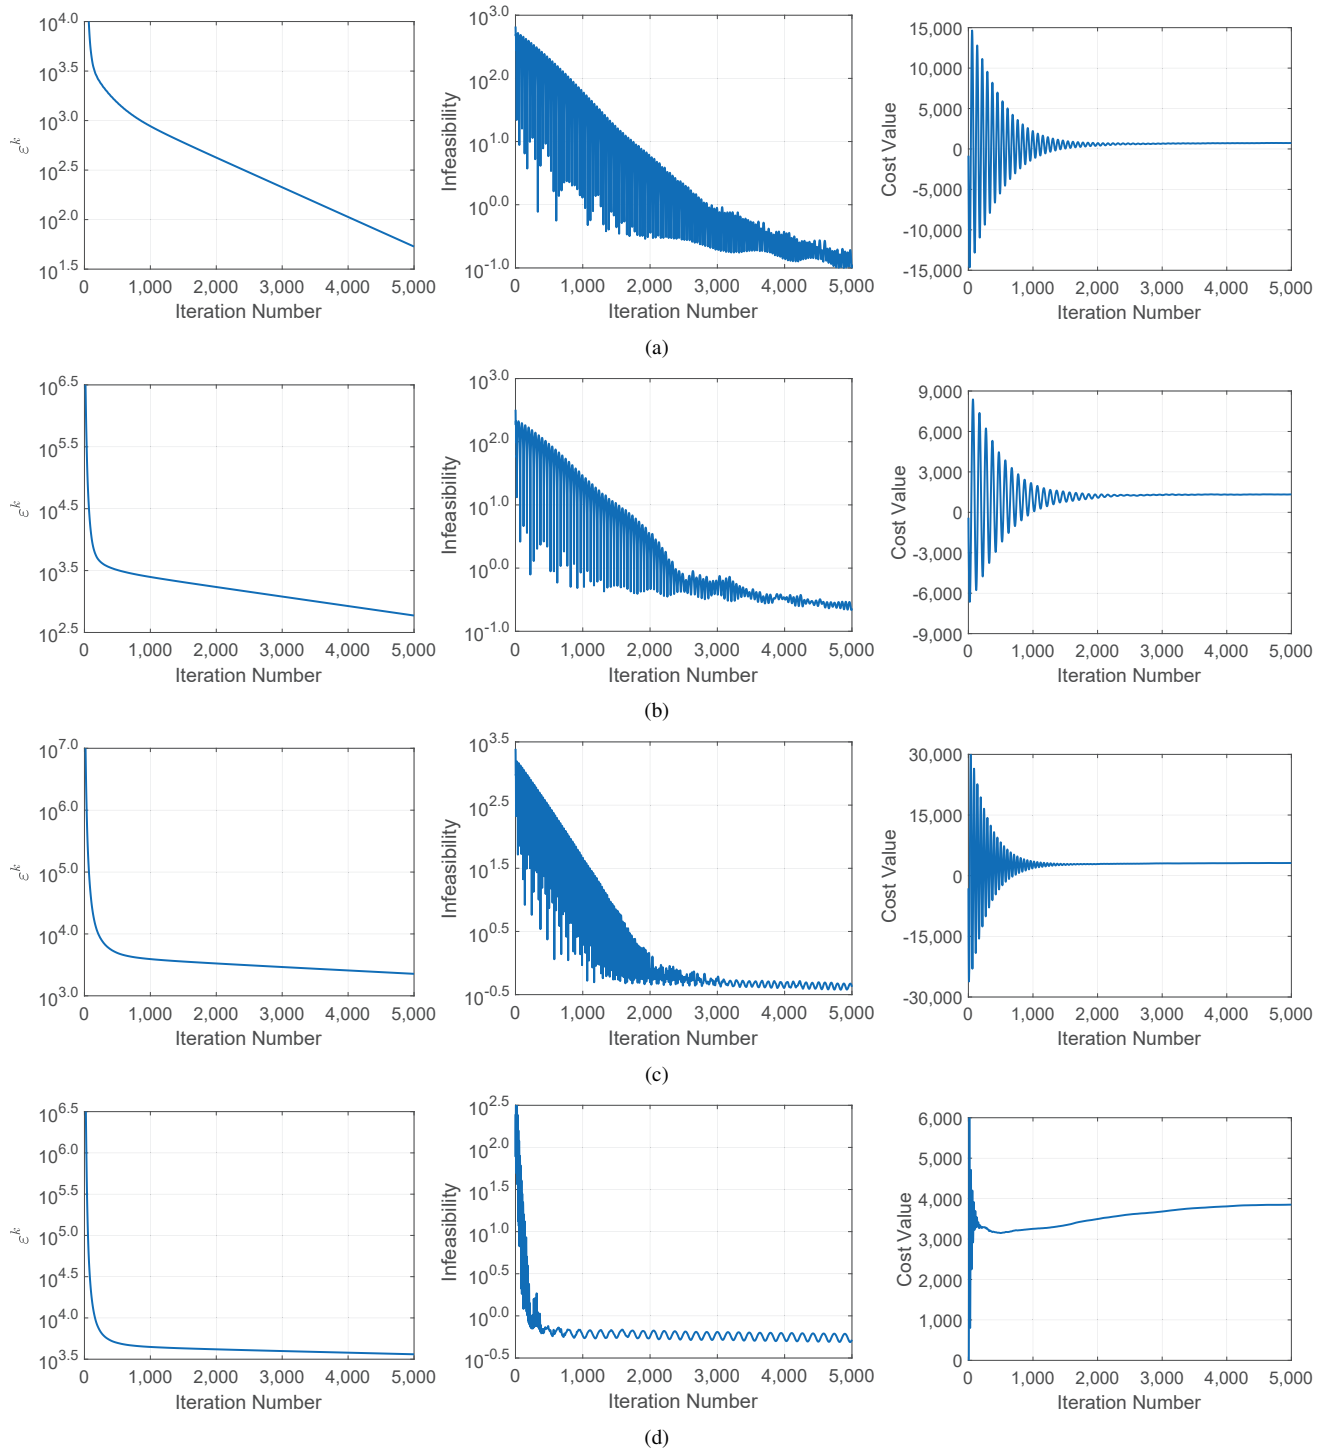 10^4.0
10^3.5
10^3.0
10^2.5
10^2.0
10^1.5
ε^k
0 1,000 2,000 3,000 4,000 5,000
Iteration Number
10^3.0
10^2.0
10^1.0
10^0.0
10^-1.0
Infeasibility
0 1,000 2,000 3,000 4,000 5,000
Iteration Number
15,000
10,000
5,000
0
-5,000
-10,000
-15,000
Cost Value
0 1,000 2,000 3,000 4,000 5,000
Iteration Number
(a)
10^6.5
10^5.5
10^4.5
10^3.5
10^2.5
ε^k
0 1,000 2,000 3,000 4,000 5,000
Iteration Number
10^3.0
10^2.0
10^1.0
10^0.0
10^-1.0
Infeasibility
0 1,000 2,000 3,000 4,000 5,000
Iteration Number
9,000
6,000
3,000
0
-3,000
-6,000
-9,000
Cost Value
0 1,000 2,000 3,000 4,000 5,000
Iteration Number
(b)
10^7.0
10^6.0
10^5.0
10^4.0
10^3.0
ε^k
0 1,000 2,000 3,000 4,000 5,000
Iteration Number
10^3.5
10^2.5
10^1.5
10^0.5
10^-0.5
Infeasibility
0 1,000 2,000 3,000 4,000 5,000
Iteration Number
30,000
15,000
0
-15,000
-30,000
Cost Value
0 1,000 2,000 3,000 4,000 5,000
Iteration Number
(c)
10^6.5
10^6.0
10^5.5
10^5.0
10^4.5
10^4.0
10^3.5
ε^k
0 1,000 2,000 3,000 4,000 5,000
Iteration Number
10^2.5
10^2.0
10^1.5
10^1.0
10^0.5
10^0.0
10^-0.5
Infeasibility
0 1,000 2,000 3,000 4,000 5,000
Iteration Number
6,000
5,000
4,000
3,000
2,000
1,000
0
Cost Value
0 1,000 2,000 3,000 4,000 5,000
Iteration Number
(d)